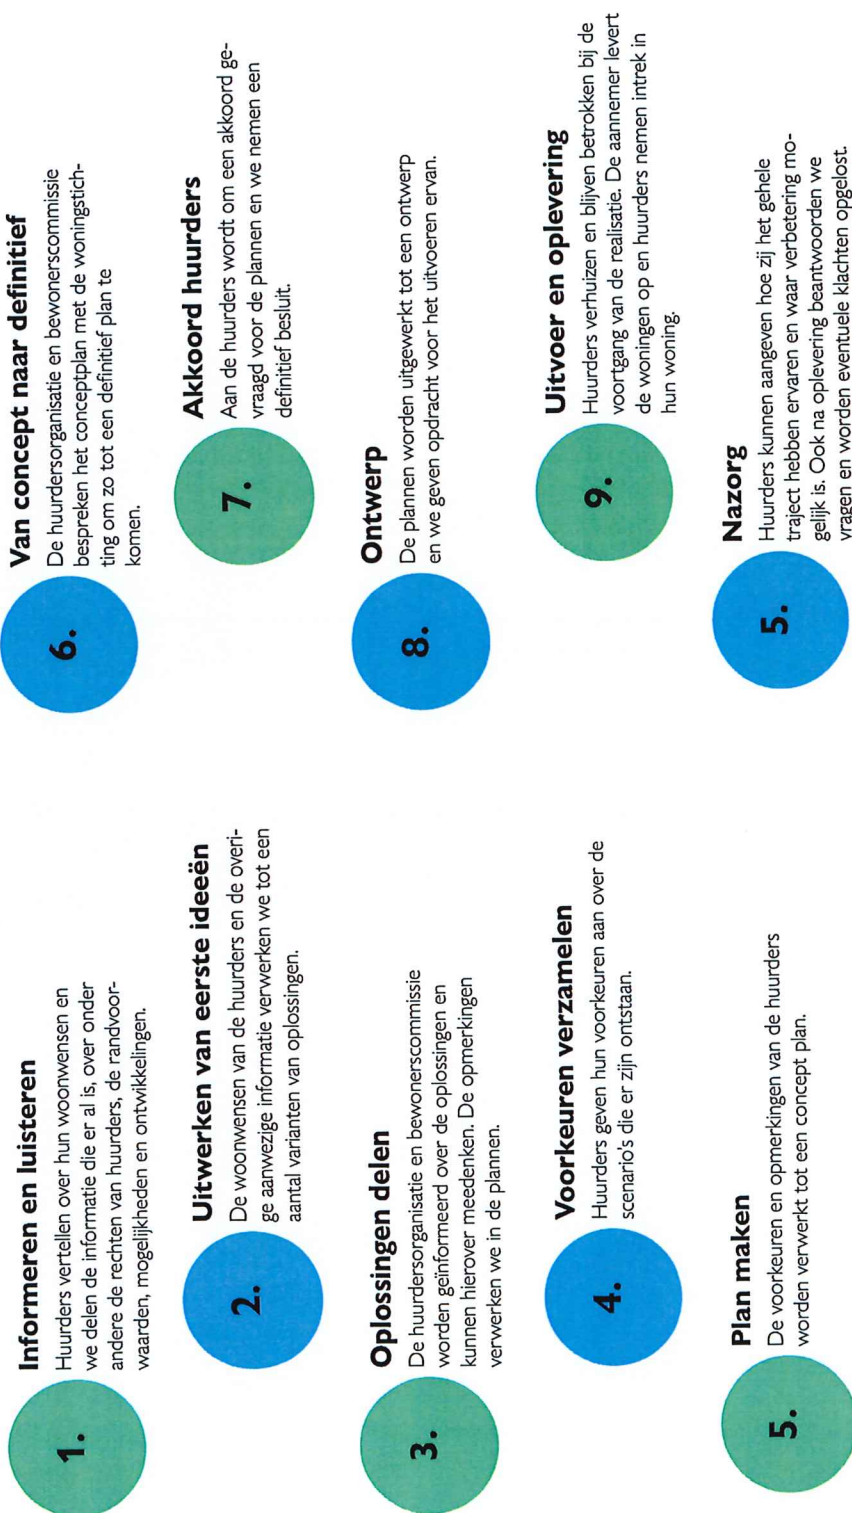 1.
Informeren en luisteren
Huurders vertellen over hun woonwensen en
we delen de informatie die er al is, over onder
andere de rechten van huurders, de randvoor-
waarden, mogelijkheden en ontwikkelingen.
2.
Uitwerken van eerste ideeën
De woonwensen van de huurders en de overi-
ge aanwezige informatie verwerken we tot een
aantal varianten van oplossingen.
3.
Oplossingen delen
De huurdersorganisatie en bewonerscommissie
worden geïnformeerd over de oplossingen en
kunnen hierover meedenken. De opmerkingen
verwerken we in de plannen.
4.
Voorkeuren verzamelen
Huurders geven hun voorkeuren aan over de
scenario's die er zijn ontstaan.
5.
Plan maken
De voorkeuren en opmerkingen van de huurders
worden verwerkt tot een concept plan.
6.
Van concept naar definitief
De huurdersorganisatie en bewonerscommissie
bespreken het conceptplan met de woningstich-
ting om zo tot een definitief plan te
komen.
7.
Akkoord huurders
Aan de huurders wordt om een akkoord ge-
vraagd voor de plannen en we nemen een
definitief besluit.
8.
Ontwerp
De plannen worden uitgewerkt tot een ontwerp
en we geven opdracht voor het uitvoeren ervan.
9.
Uitvoer en oplevering
Huurders verhuizen en blijven betrokken bij de
voortgang van de realisatie. De aannemer levert
de woningen op en huurders nemen intrek in
hun woning.
5.
Nazorg
Huurders kunnen aangeven hoe zij het gehele
traject hebben ervaren en waar verbetering mo-
gelijk is. Ook na oplevering beantwoorden we
vragen en worden eventuele klachten opgelost.